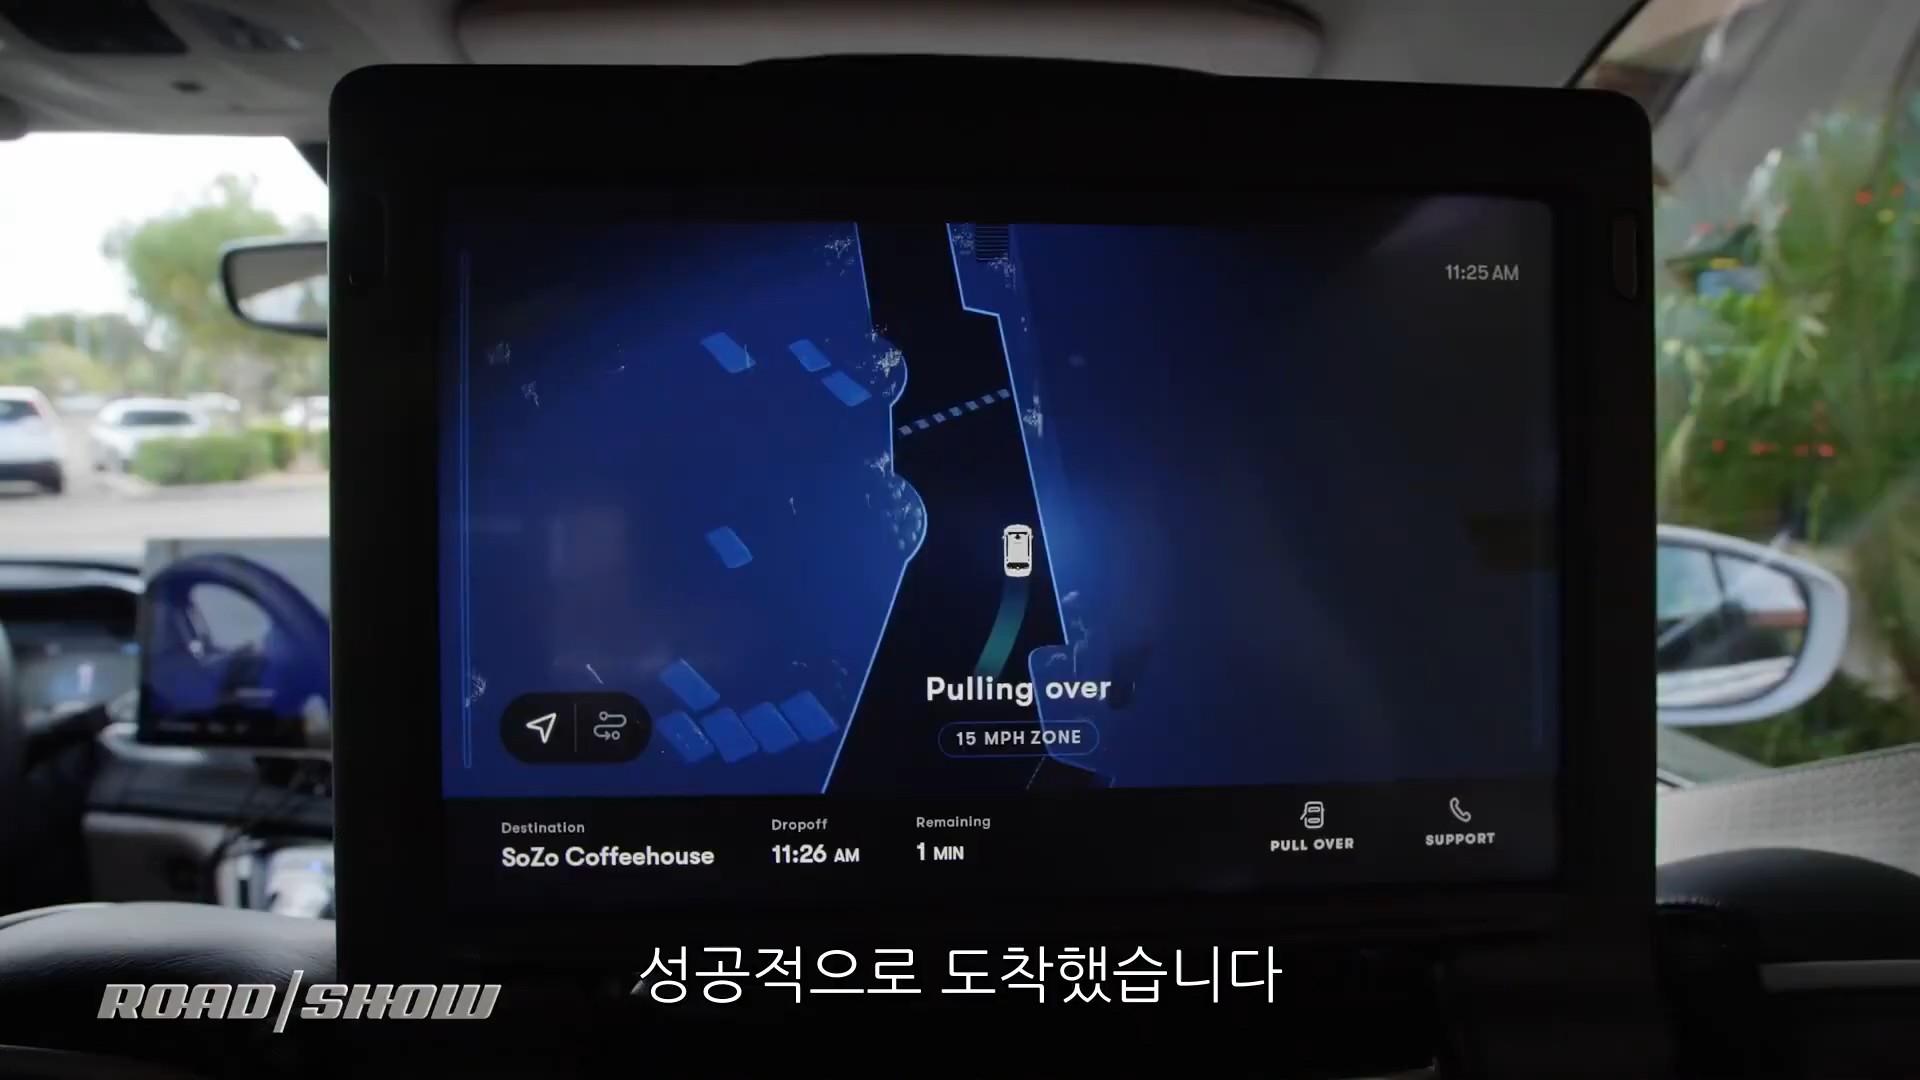 11:25 AM
Pulling over
15 MPH ZONE
Destination
SoZo Coffeehouse
Dropoff
11:26 AM
Remaining
1 MIN
PULL OVER
SUPPORT
성공적으로 도착했습니다
ROAD/SHOW